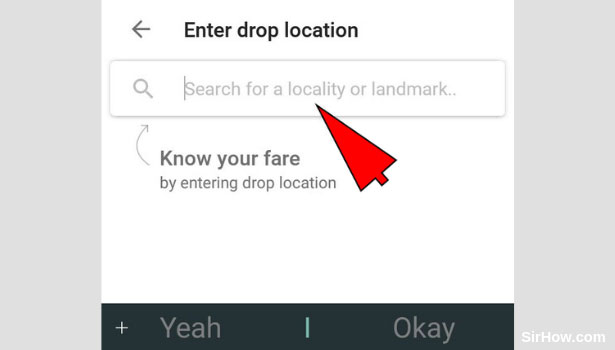 Enter drop location
Search for a locality or landmark..
Know your fare
by entering drop location
+ Yeah I Okay
SirHow.com